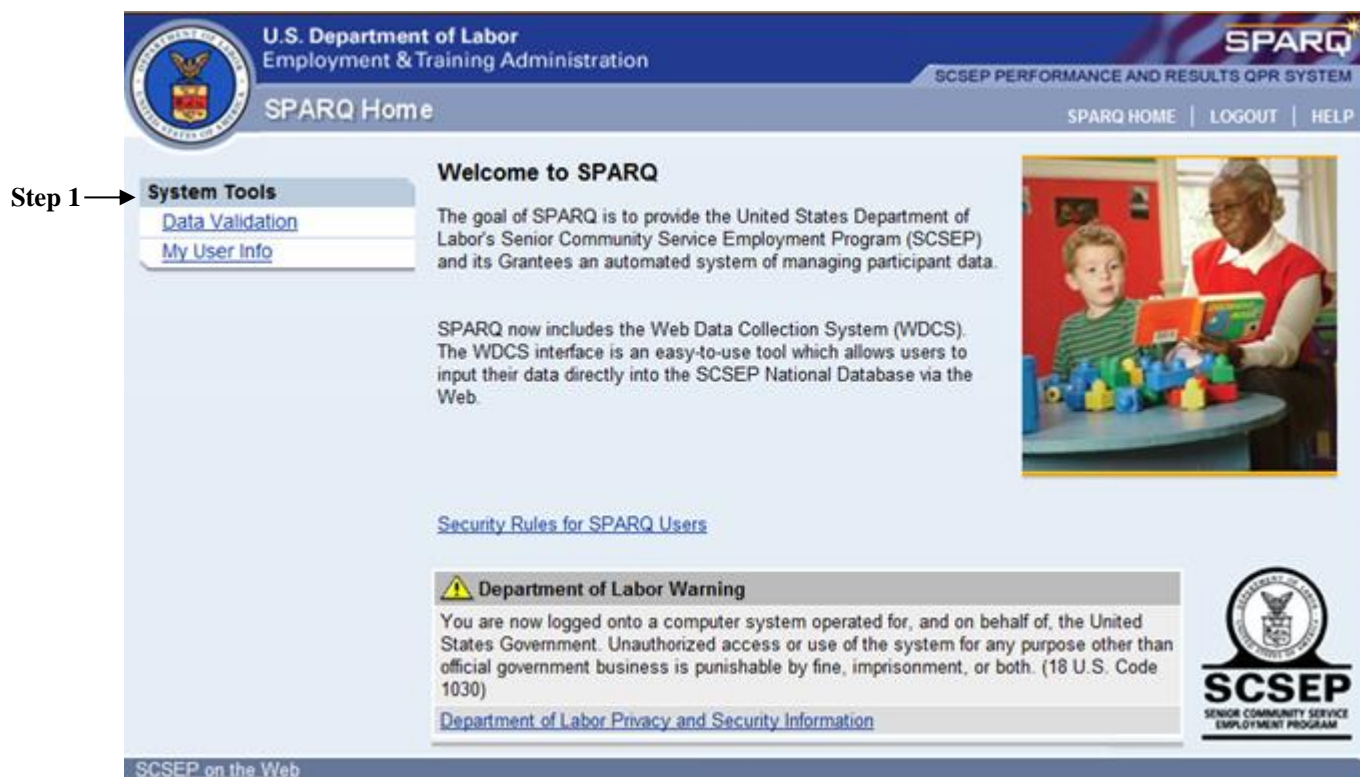 U.S. Department of Labor
Employment & Training Administration
SPARQ
SCSEP PERFORMANCE AND RESULTS QPR SYSTEM
SPARQ Home
SPARQ HOME | LOGOUT | HELP
Step 1
System Tools
Data Validation
My User Info
Welcome to SPARQ
The goal of SPARQ is to provide the United States Department of
Labor's Senior Community Service Employment Program (SCSEP)
and its Grantees an automated system of managing participant data.
SPARQ now includes the Web Data Collection System (WDCS).
The WDCS interface is an easy-to-use tool which allows users to
input their data directly into the SCSEP National Database via the
Web.
Security Rules for SPARQ Users
Department of Labor Warning
You are now logged onto a computer system operated for, and on behalf of, the United
States Government. Unauthorized access or use of the system for any purpose other than
official government business is punishable by fine, imprisonment, or both. (18 U.S. Code
1030)
Department of Labor Privacy and Security Information
SCSEP
SENIOR COMMUNITY SERVICE
EMPLOYMENT PROGRAM
SCSEP on the Web